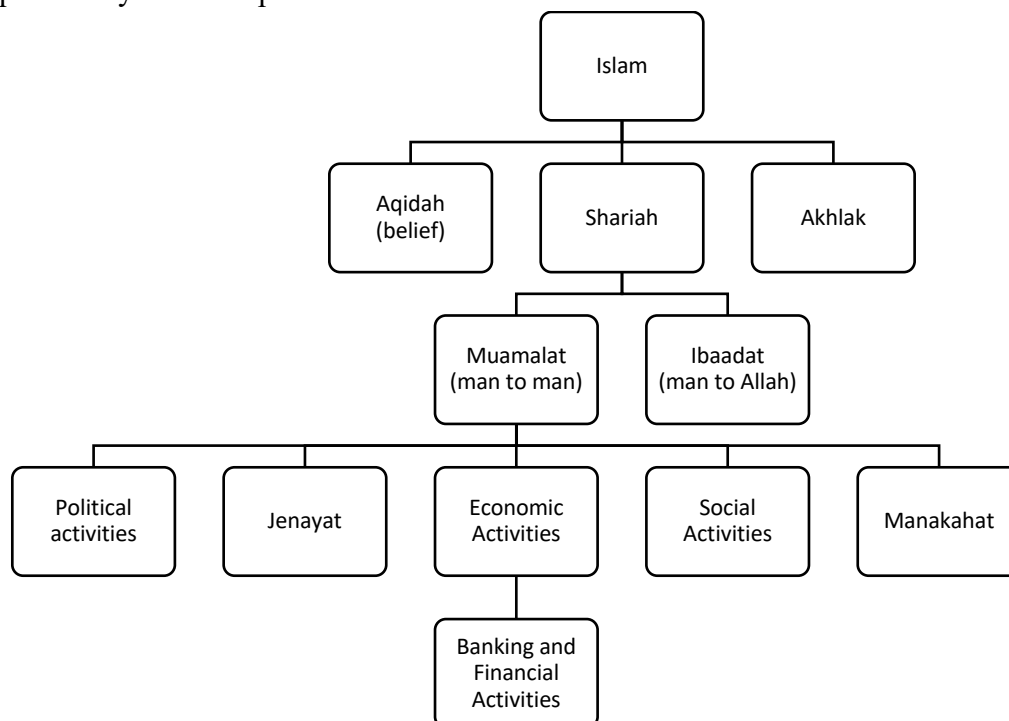 Islam
Aqidah
(belief)
Shariah
Akhlak
Muamalat
(man to man)
Ibaadat
(man to Allah)
Political
activities
Jenayat
Economic
Activities
Social
Activities
Manakahat
Banking and
Financial
Activities